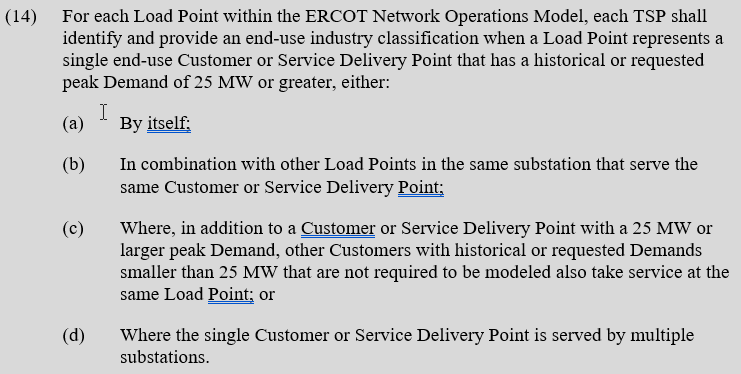 (14) For each Load Point within the ERCOT Network Operations Model, each TSP shall
identify and provide an end-use industry classification when a Load Point represents a
single end-use Customer or Service Delivery Point that has a historical or requested
peak Demand of 25 MW or greater, either:
(a) By itself;
(b) In combination with other Load Points in the same substation that serve the
same Customer or Service Delivery Point;
(c) Where, in addition to a Customer or Service Delivery Point with a 25 MW or
larger peak Demand, other Customers with historical or requested Demands
smaller than 25 MW that are not required to be modeled also take service at the
same Load Point; or
(d) Where the single Customer or Service Delivery Point is served by multiple
substations.